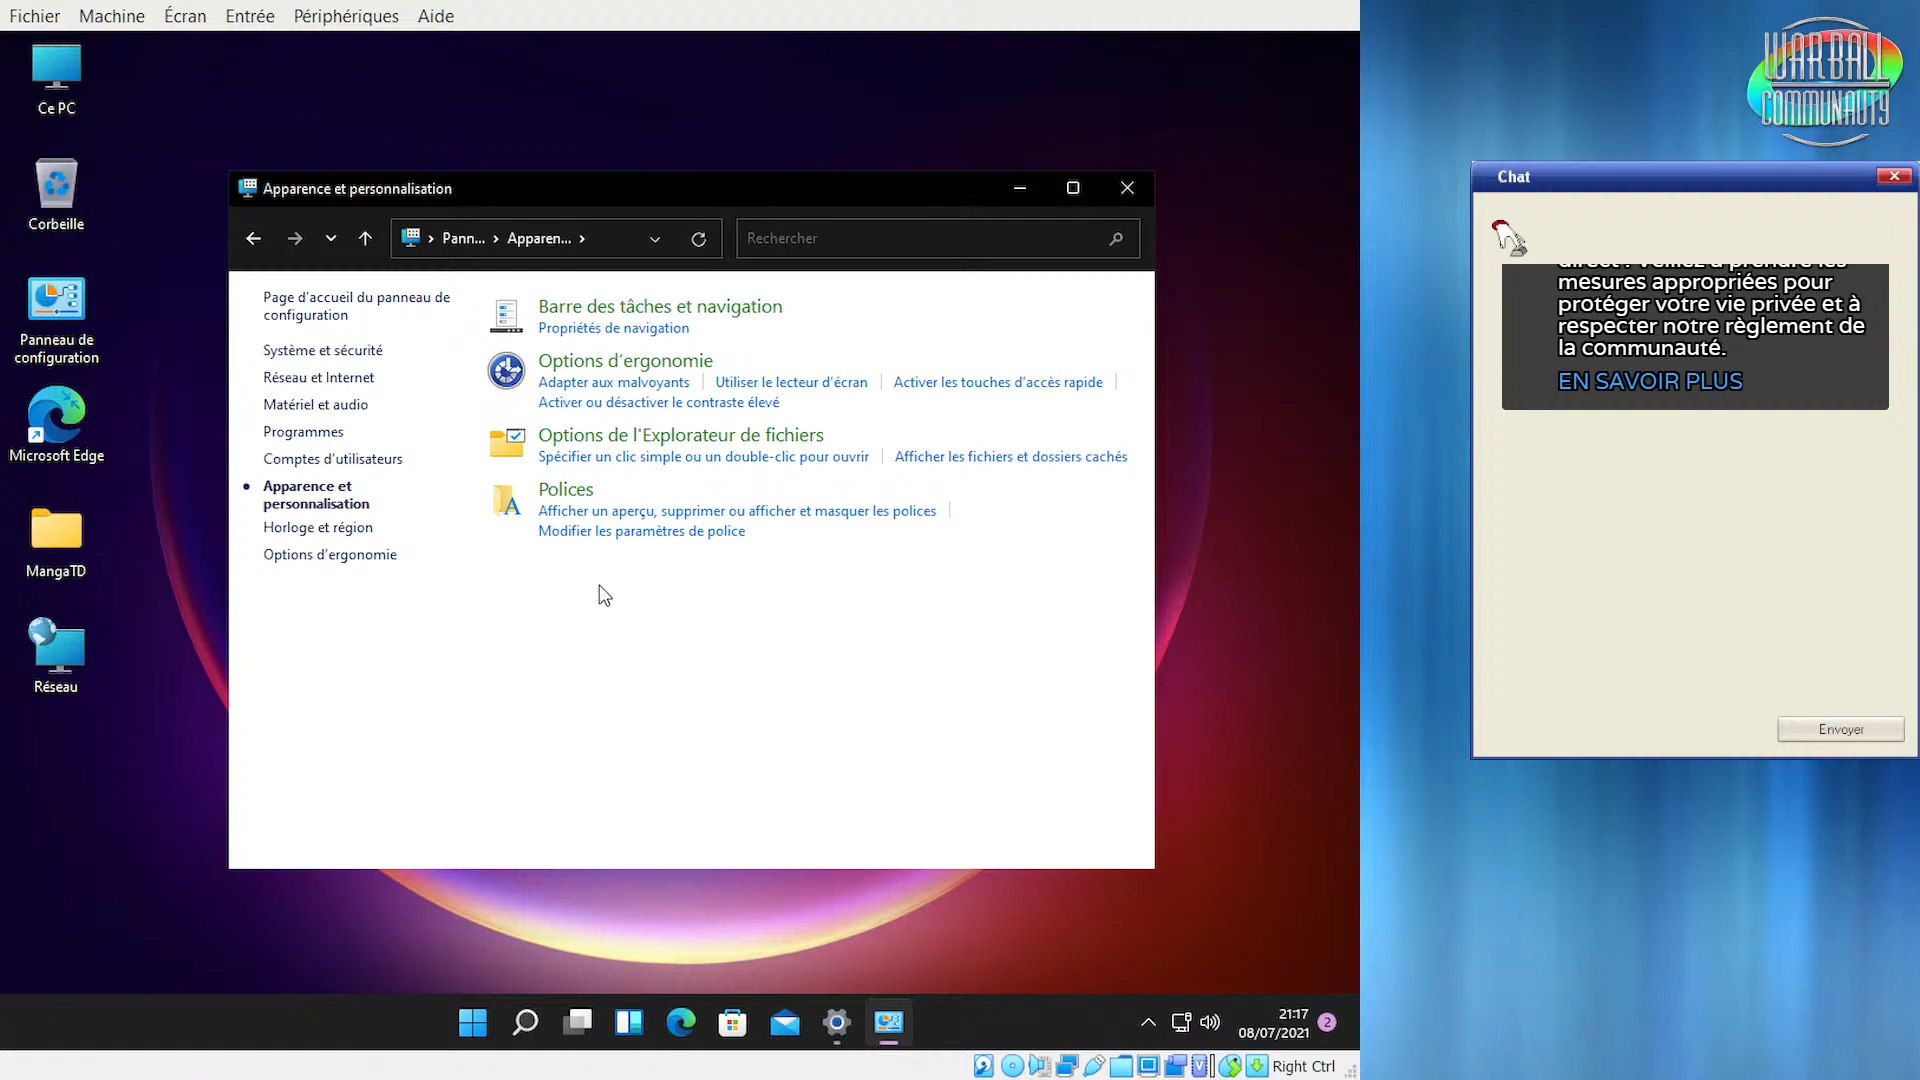 Fichier Machine Écran Entrée Périphériques Aide
Ce PC
Corbeille
Panneau de
configuration
Microsoft Edge
MangaTD
Réseau
Apparence et personnalisation
Pann... Apparen...
Rechercher
Page d'accueil du panneau de
configuration
Système et sécurité
Réseau et Internet
Matériel et audio
Programmes
Comptes d'utilisateurs
Apparence et
personnalisation
Horloge et région
Options d'ergonomie
Barre des tâches et navigation
Propriétés de navigation
Options d'ergonomie
Adapter aux malvoyants Utiliser le lecteur d'écran Activer les touches d'accès rapide
Activer ou désactiver le contraste élevé
Options de l'Explorateur de fichiers
Spécifier un clic simple ou un double-clic pour ouvrir Afficher les fichiers et dossiers cachés
Polices
Afficher un aperçu, supprimer ou afficher et masquer les polices
Modifier les paramètres de police
21:17
08/07/2021
2
Right Ctrl
WARBALL
COMMUNAUTY
Chat
direct ! Veillez à prendre les
mesures appropriées pour
protéger votre vie privée et à
respecter notre règlement de
la communauté.
EN SAVOIR PLUS
Envoyer